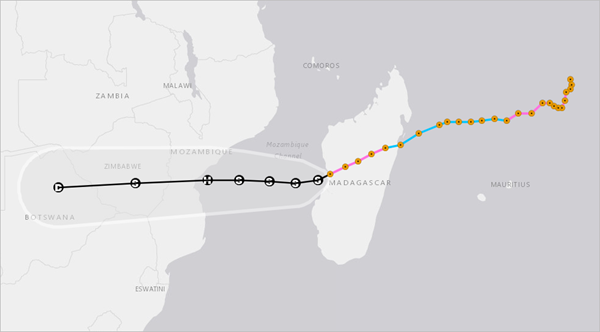 COMOROS
MALAWI
ZAMBIA
Mozambique
Channel
MOZAMBIQUE
ZIMBABWE
MADAGASCAR
MAURITIUS
BOTSWANA
ESWATINI